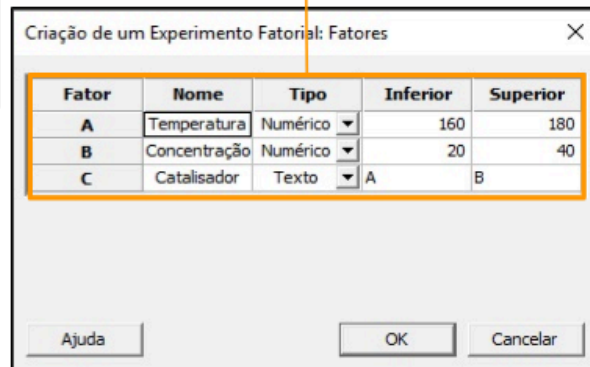 Criação de um Experimento Fatorial: Fatores
Fator Nome Tipo Inferior Superior
A Temperatura Numérico 160 180
B Concentração Numérico 20 40
C Catalisador Texto A B
Ajuda OK Cancelar